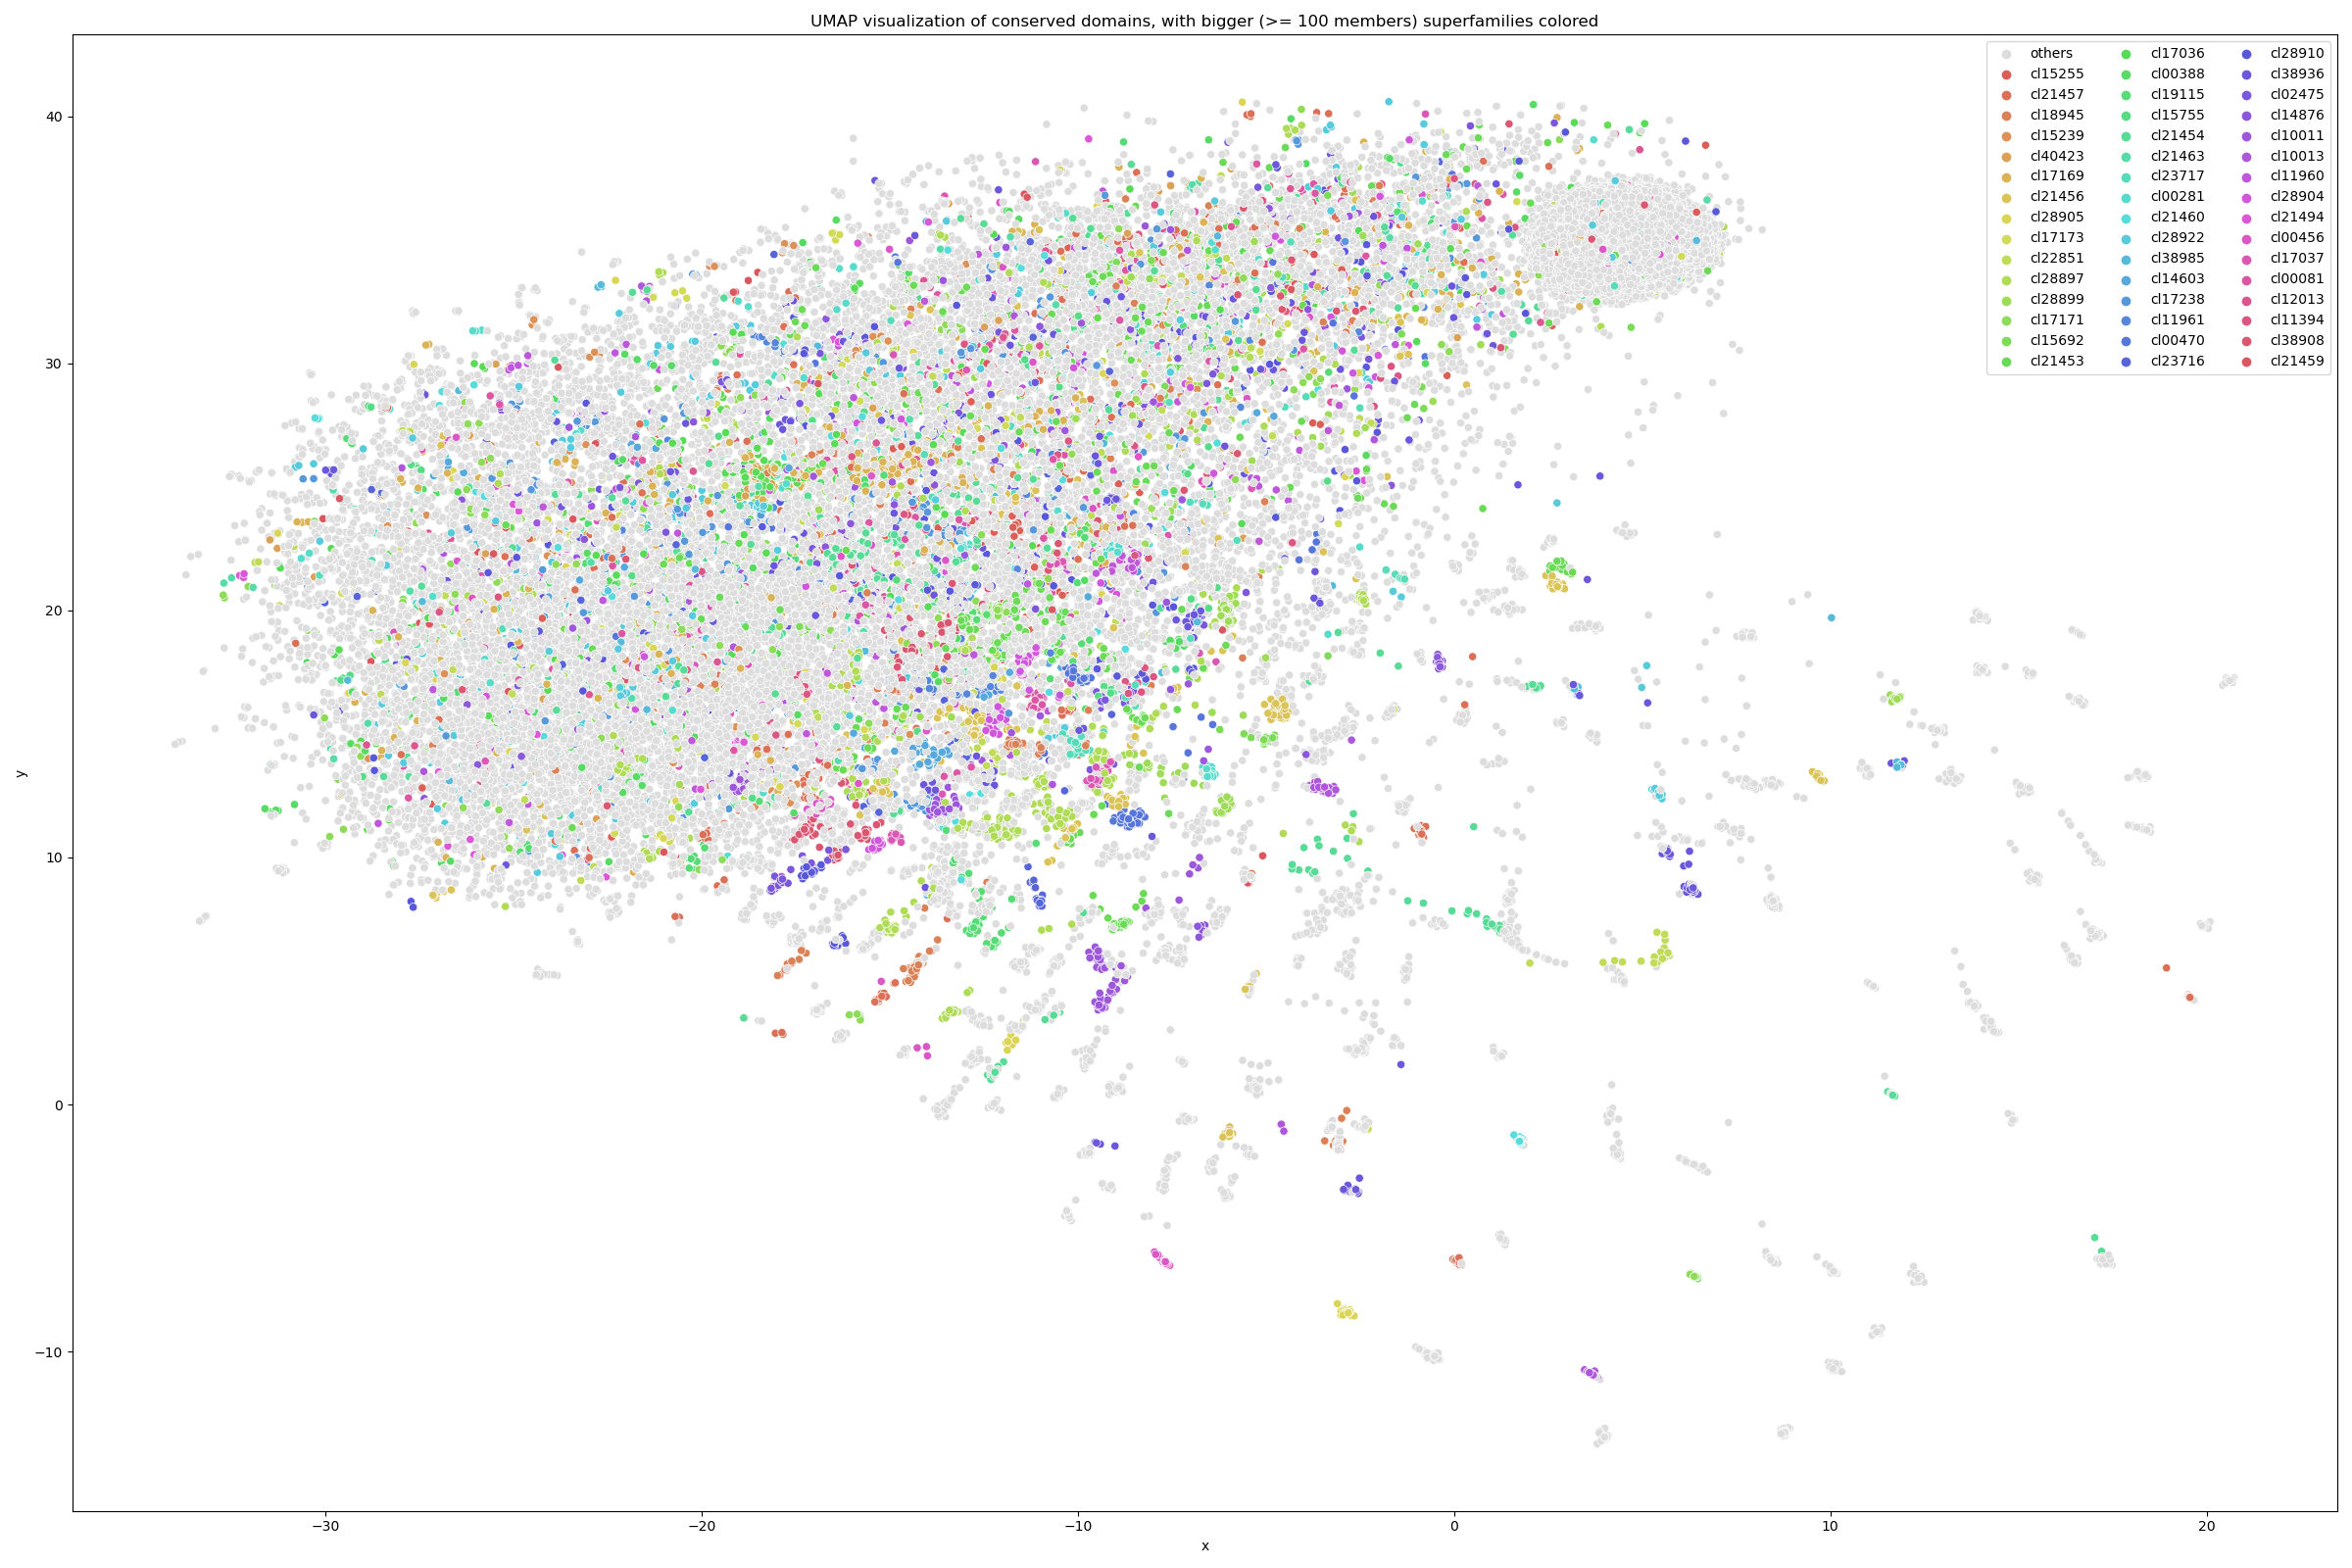 UMAP visualization of conserved domains, with bigger (>= 100 members) superfamilies colored
others
cl15255
cl21457
cl18945
cl15239
cl40423
cl17169
cl21456
cl28905
cl17173
cl22851
cl28897
cl28899
cl17171
cl15692
cl21453
cl17036
cl00388
cl19115
cl15755
cl21454
cl21463
cl23717
cl00281
cl21460
cl28922
cl38985
cl14603
cl17238
cl11961
cl00470
cl23716
cl28910
cl38936
cl02475
cl14876
cl10011
cl10013
cl11960
cl28904
cl21494
cl00456
cl17037
cl00081
cl12013
cl11394
cl38908
cl21459
40
30
20
10
0
−10
y
−30
−20
−10
0
10
20
x